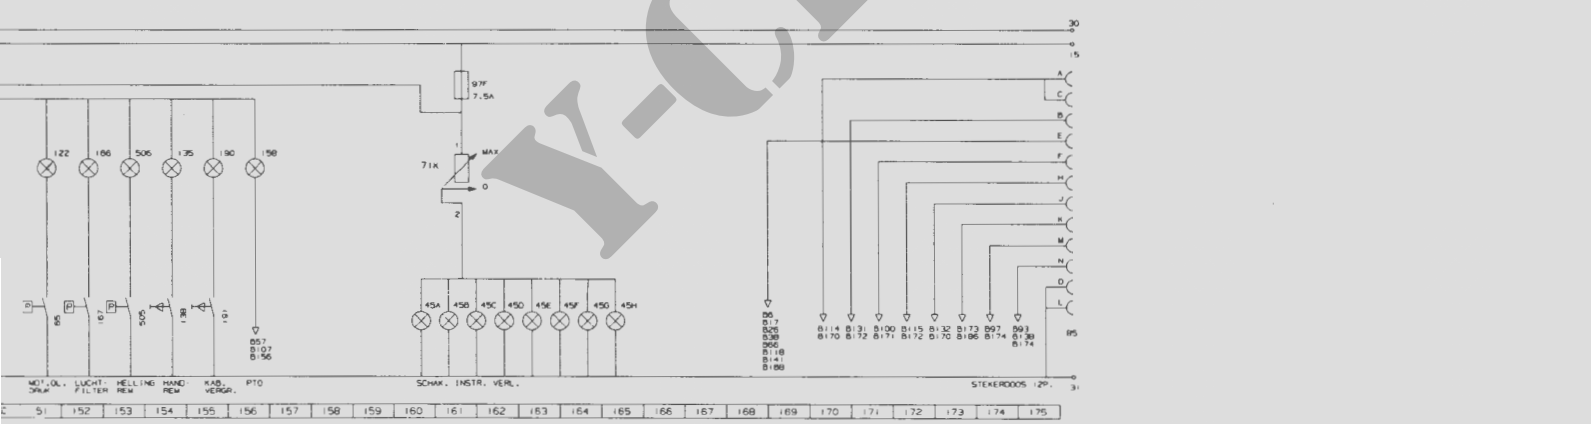 30
15
A
97F
7.5A
C
B
E
122
166
506
135
190
158
1
MAX
71X
0
2
F
H
J
K
M
N
D
L
P
P
P
65
167
505
138
191
45A
45B
45C
45D
45E
45F
45G
45H
B57
B107
B156
B6
B17
B26
B38
B66
B118
B141
B188
B114
B170
B131
B172
B100
B171
B115
B172
B132
B170
B173
B186
B97
B174
B93
B138
B174
MOT.OL.
DRUK
LUCHT-
FILTER
HELLING
REM
HAND-
REM
KAB.
VERGR.
PTO
SCHAK. INSTR. VERL.
STEKERDOOS 12P.
31
51 152 153 154 155 156 157 158 159 160 161 162 163 164 165 166 167 168 169 170 171 172 173 174 175